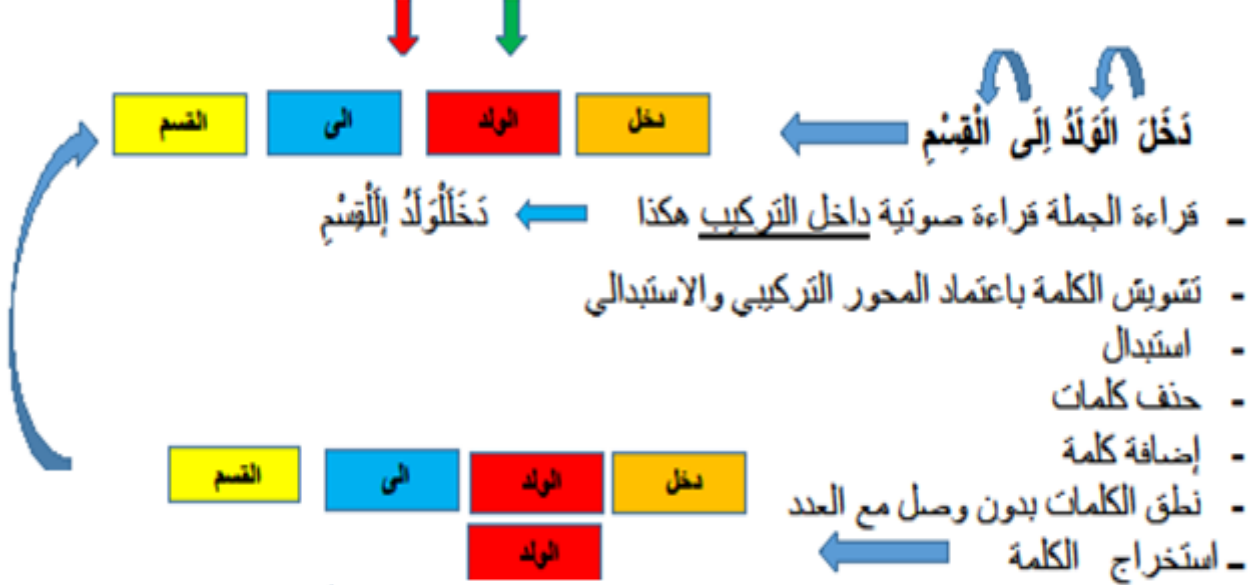 دخل الولد الى القسم
دَخَلَ الَوَلَدُ اِلَى الْقِسْمِ
- قراءة الجملة قراءة صوتية داخل التركيب هكذا دَخَلَلْوَلَدُ إِلَلْقِسْمِ
- تشويش الكلمة باعتماد المحور التركيبي والاستبدالي
- استبدال
- حذف كلمات
- إضافة كلمة
دخل الولد الى القسم
- نطق الكلمات بدون وصل مع العدد
- استخراج الكلمة
الولد